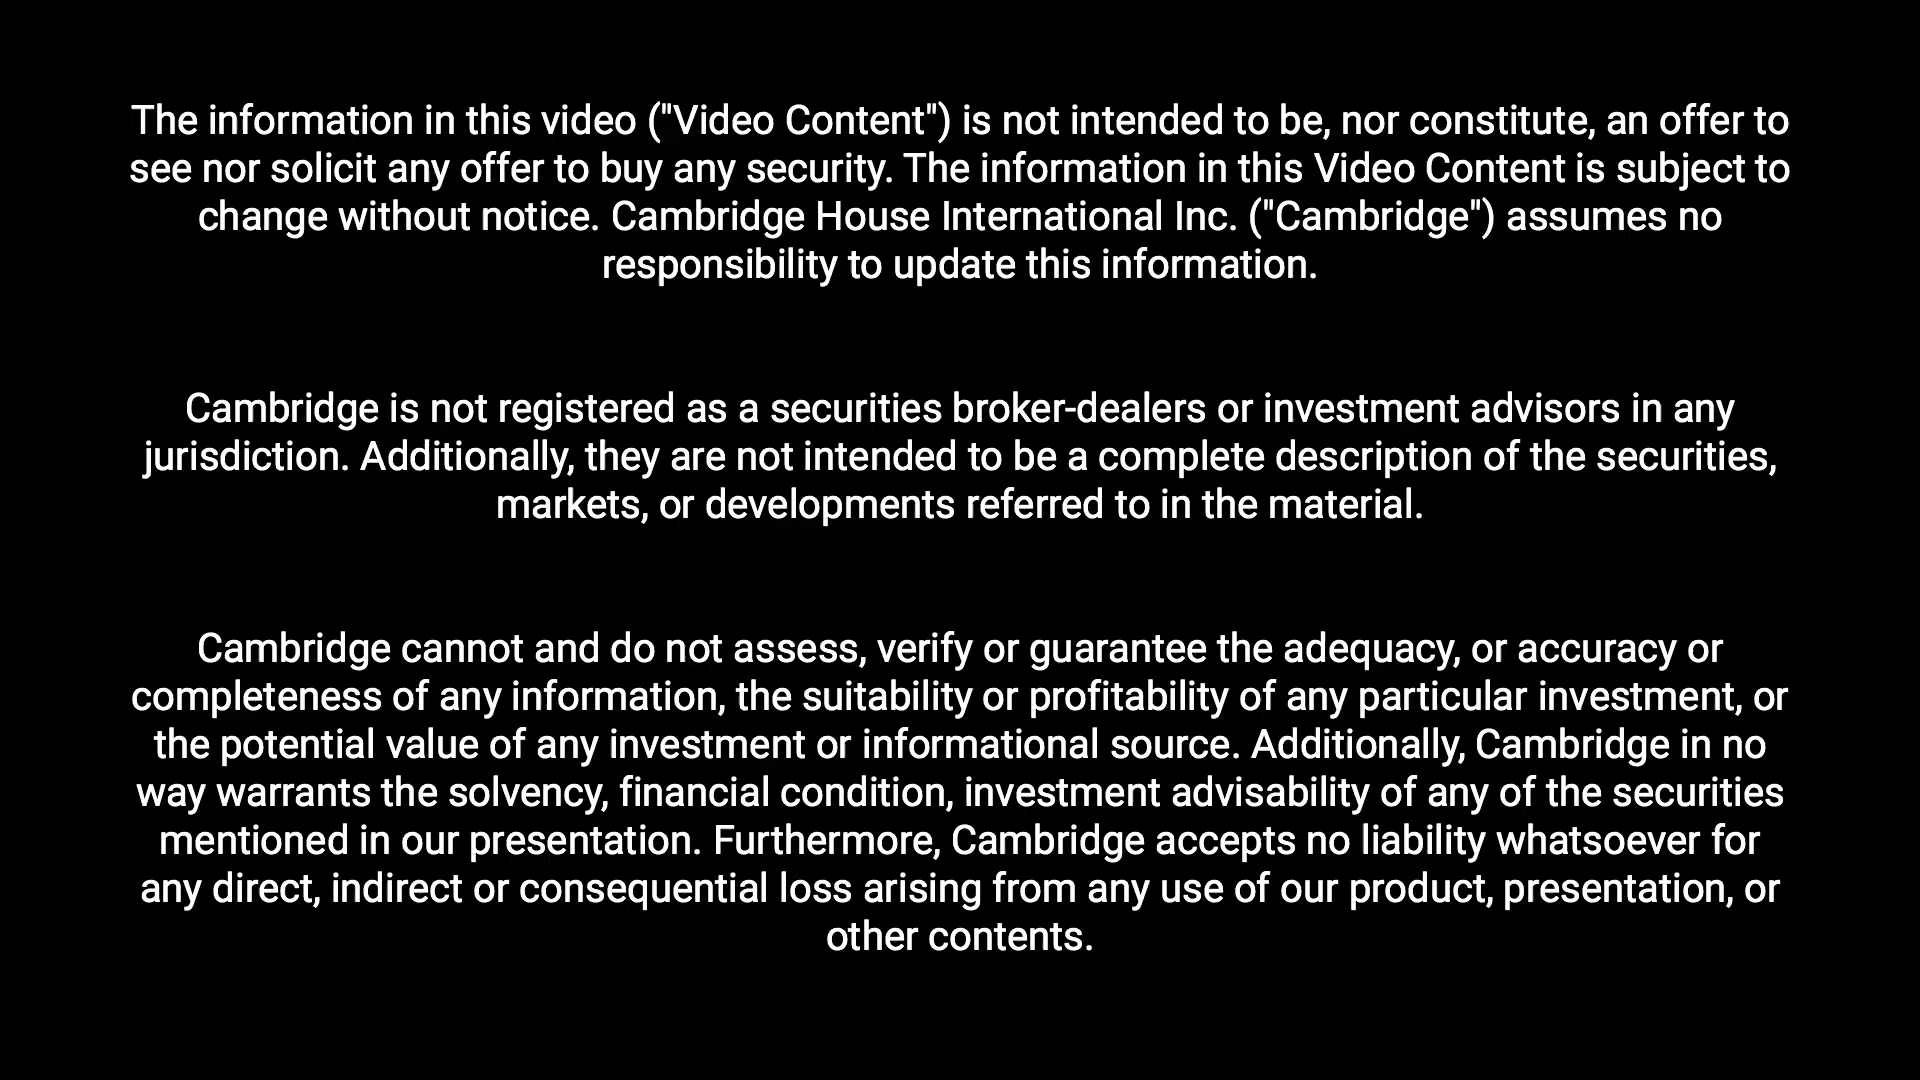 The information in this video ("Video Content") is not intended to be, nor constitute, an offer to
see nor solicit any offer to buy any security. The information in this Video Content is subject to
change without notice. Cambridge House International Inc. ("Cambridge") assumes no
responsibility to update this information.
Cambridge is not registered as a securities broker-dealers or investment advisors in any
jurisdiction. Additionally, they are not intended to be a complete description of the securities,
markets, or developments referred to in the material.
Cambridge cannot and do not assess, verify or guarantee the adequacy, or accuracy or
completeness of any information, the suitability or profitability of any particular investment, or
the potential value of any investment or informational source. Additionally, Cambridge in no
way warrants the solvency, financial condition, investment advisability of any of the securities
mentioned in our presentation. Furthermore, Cambridge accepts no liability whatsoever for
any direct, indirect or consequential loss arising from any use of our product, presentation, or
other contents.